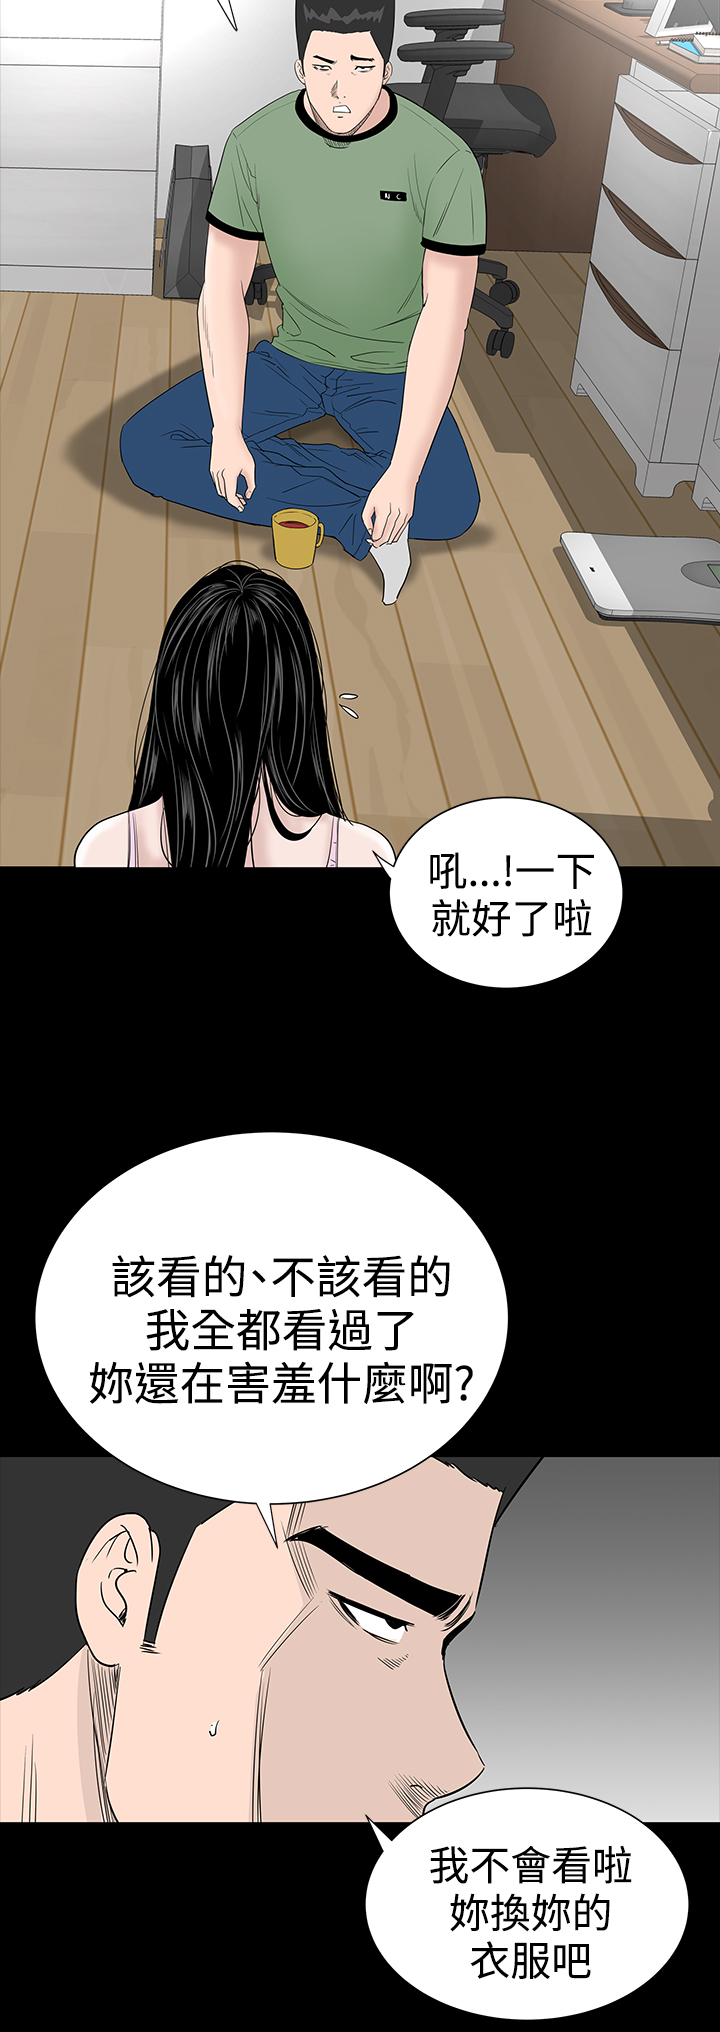 N C
吼...!一下
就好了啦
該看的、不該看的
我全都看過了
妳還在害羞什麼啊?
我不會看啦
妳換妳的
衣服吧